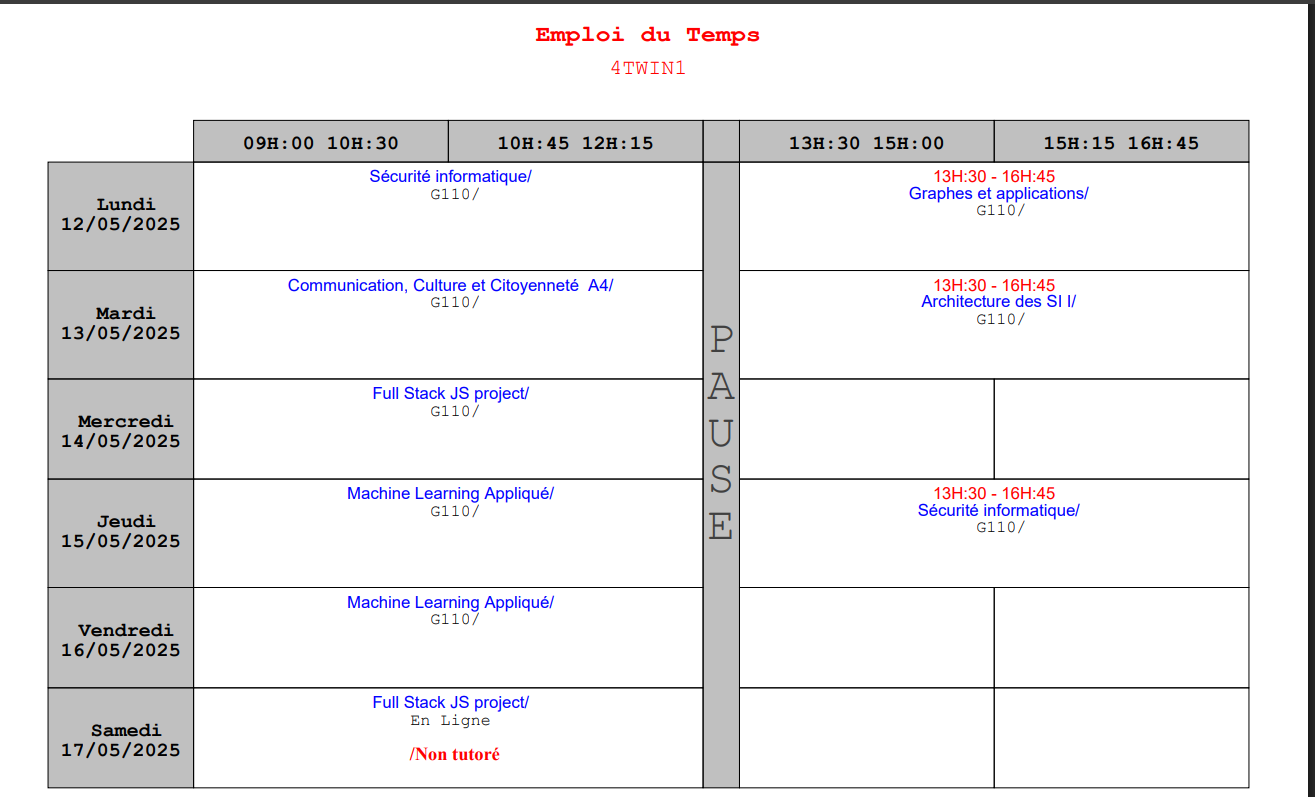 Emploi du Temps
4TWIN1
09H:00 10H:30
10H:45 12H:15
13H:30 15H:00
15H:15 16H:45
Lundi
12/05/2025
Sécurité informatique/
G110/
13H:30 - 16H:45
Graphes et applications/
G110/
Mardi
13/05/2025
Communication, Culture et Citoyenneté  A4/
G110/
13H:30 - 16H:45
Architecture des SI I/
G110/
P
A
U
S
E
Mercredi
14/05/2025
Full Stack JS project/
G110/
Jeudi
15/05/2025
Machine Learning Appliqué/
G110/
13H:30 - 16H:45
Sécurité informatique/
G110/
Vendredi
16/05/2025
Machine Learning Appliqué/
G110/
Samedi
17/05/2025
Full Stack JS project/
En Ligne
/Non tutoré